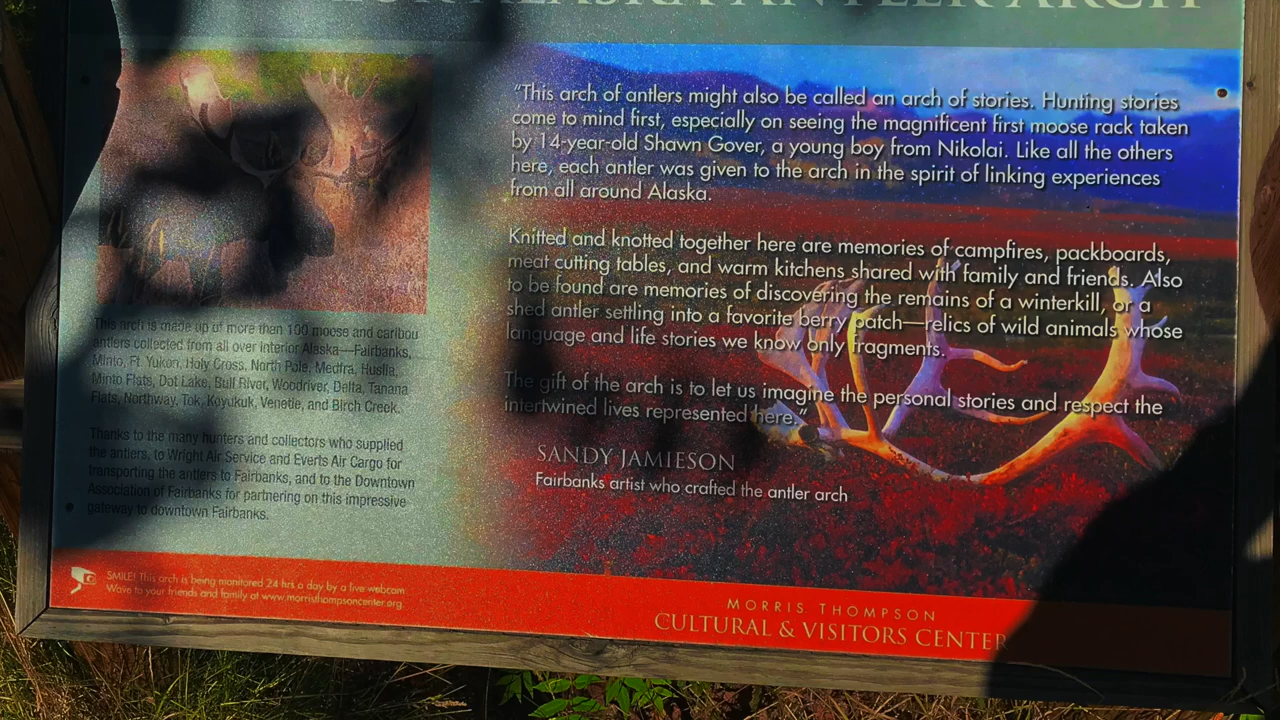 ALASKA ANTLER ARCH
"This arch of antlers might also be called an arch of stories. Hunting stories
come to mind first, especially on seeing the magnificent first moose rack taken
by 14-year-old Shawn Gover, a young boy from Nikolai. Like all the others
here, each antler was given to the arch in the spirit of linking experiences
from all around Alaska.
Knitted and knotted together here are memories of campfires, packboards,
meat cutting tables, and warm kitchens shared with family and friends. Also
to be found are memories of discovering the remains of a winterkill, or a
shed antler settling into a favorite berry patch—relics of wild animals whose
language and life stories we know only fragments.
The gift of the arch is to let us imagine the personal stories and respect the
intertwined lives represented here."
SANDY JAMIESON
Fairbanks artist who crafted the antler arch
This arch is made up of more than 100 moose and caribou
antlers collected from all over Interior Alaska—Fairbanks,
Minto, Ft. Yukon, Holy Cross, North Pole, Medfra, Huslia,
Minto Flats, Dot Lake, Bull River, Woodriver, Delta, Tanana
Flats, Northway, Tok, Koyukuk, Venetie, and Birch Creek.
Thanks to the many hunters and collectors who supplied
the antlers, to Wright Air Service and Everts Air Cargo for
transporting the antlers to Fairbanks, and to the Downtown
Association of Fairbanks for partnering on this impressive
gateway to downtown Fairbanks.
SMILE! This arch is being monitored 24 hrs a day by a live webcam
Wave to your friends and family at www.morristhompsoncenter.org
MORRIS THOMPSON
CULTURAL & VISITORS CENTER